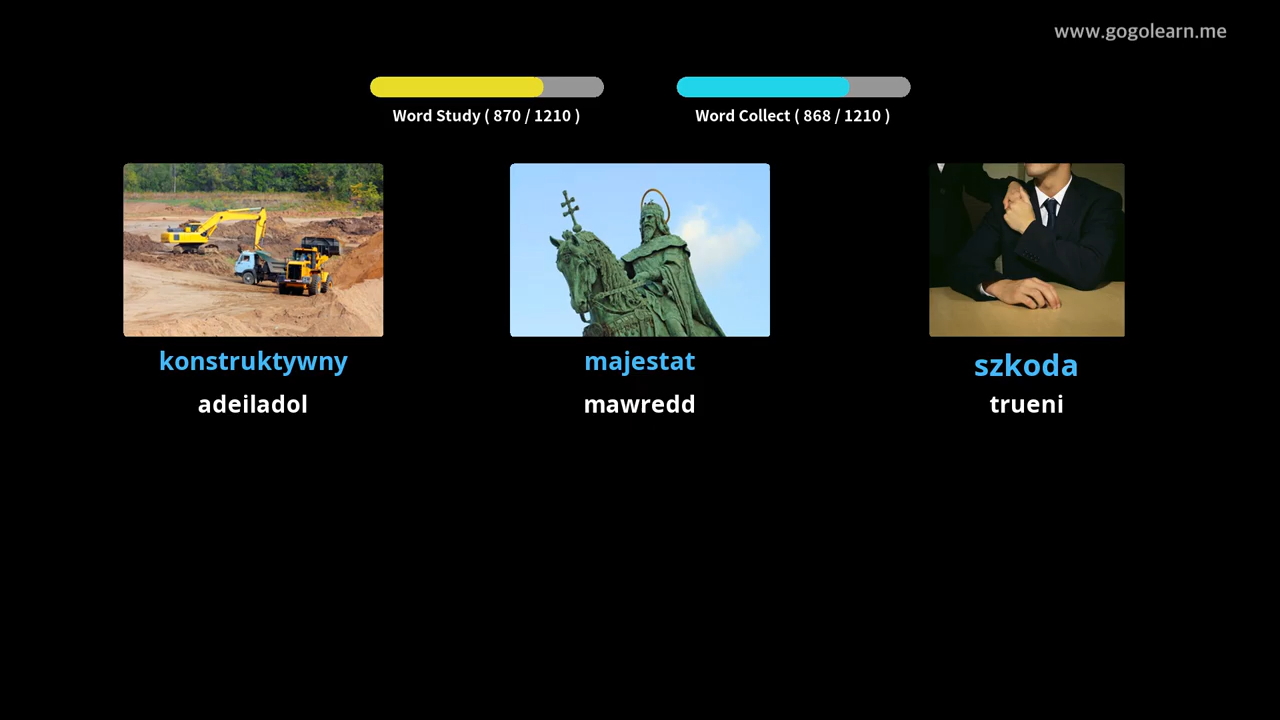 www.gogolearn.me
Word Study ( 870 / 1210 )
Word Collect ( 868 / 1210 )
konstruktywny
majestat
szkoda
adeiladol
mawredd
trueni